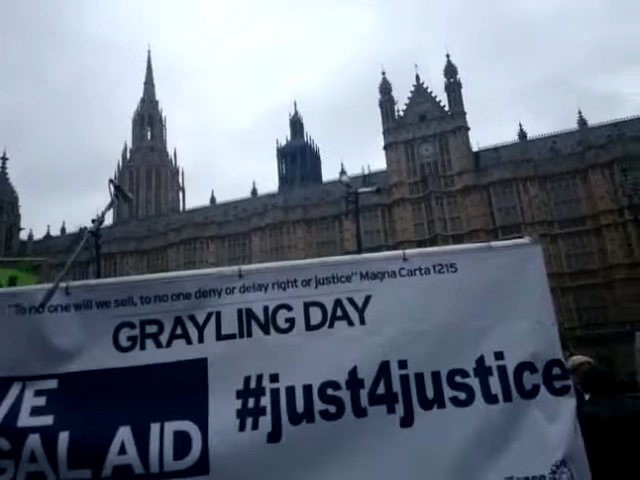 "To no one will we sell, to no one deny or delay right or justice" Magna Carta 1215
GRAYLING DAY
VE
GAL AID
#just4justice